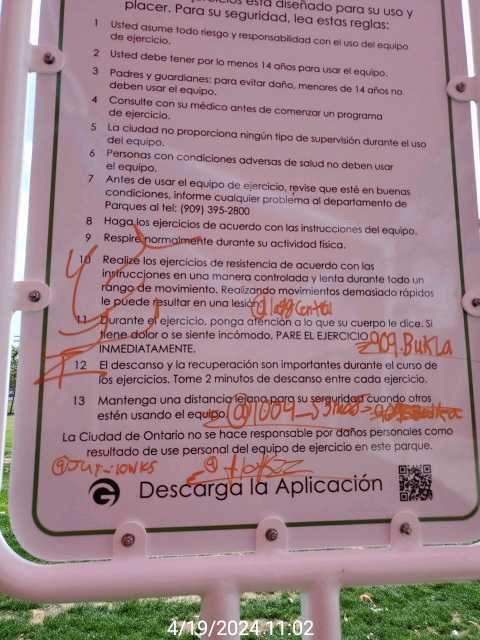 ejercicios está diseñado para su uso y
placer. Para su seguridad, lea estas reglas:
1 Usted asume todo riesgo y responsabilidad con el uso del equipo
de ejercicio.
2 Usted debe tener por lo menos 14 años para usar el equipo.
3 Padres y guardianes: para evitar daño, menores de 14 años no
deben usar el equipo.
4 Consulte con su médico antes de comenzar un programa
de ejercicio.
5 La ciudad no proporciona ningún tipo de supervisión durante el uso
del equipo.
6 Personas con condiciones adversas de salud no deben usar
el equipo.
7 Antes de usar el equipo de ejercicio, revise que esté en buenas
condiciones, informe cualquier problema al departamento de
Parques al tel: (909) 395-2800
8 Haga los ejercicios de acuerdo con las instrucciones del equipo.
9 Respire normalmente durante su actividad física.
10 Realize los ejercicios de resistencia de acuerdo con las
instrucciones en una manera controlada y lenta durante todo un
rango de movimiento. Realizando movimientos demasiado rápidos
le puede resultar en una lesión.
11 Durante el ejercicio, ponga atención a lo que su cuerpo le dice. Si
tiene dolor o se siente incómodo, PARE EL EJERCICIO
INMEDIATAMENTE.
909.BukLa
12 El descanso y la recuperación son importantes durante el curso de
los ejercicios. Tome 2 minutos de descanso entre cada ejercicio.
13 Mantenga una distancia lejana para su serguridad cuando otros
estén usando el equipo.
La Ciudad de Ontario no se hace responsable por daños personales como
resultado de use personal del equipo de ejercicio en este parque.
Descarga la Aplicación
4/19/2024 11:02